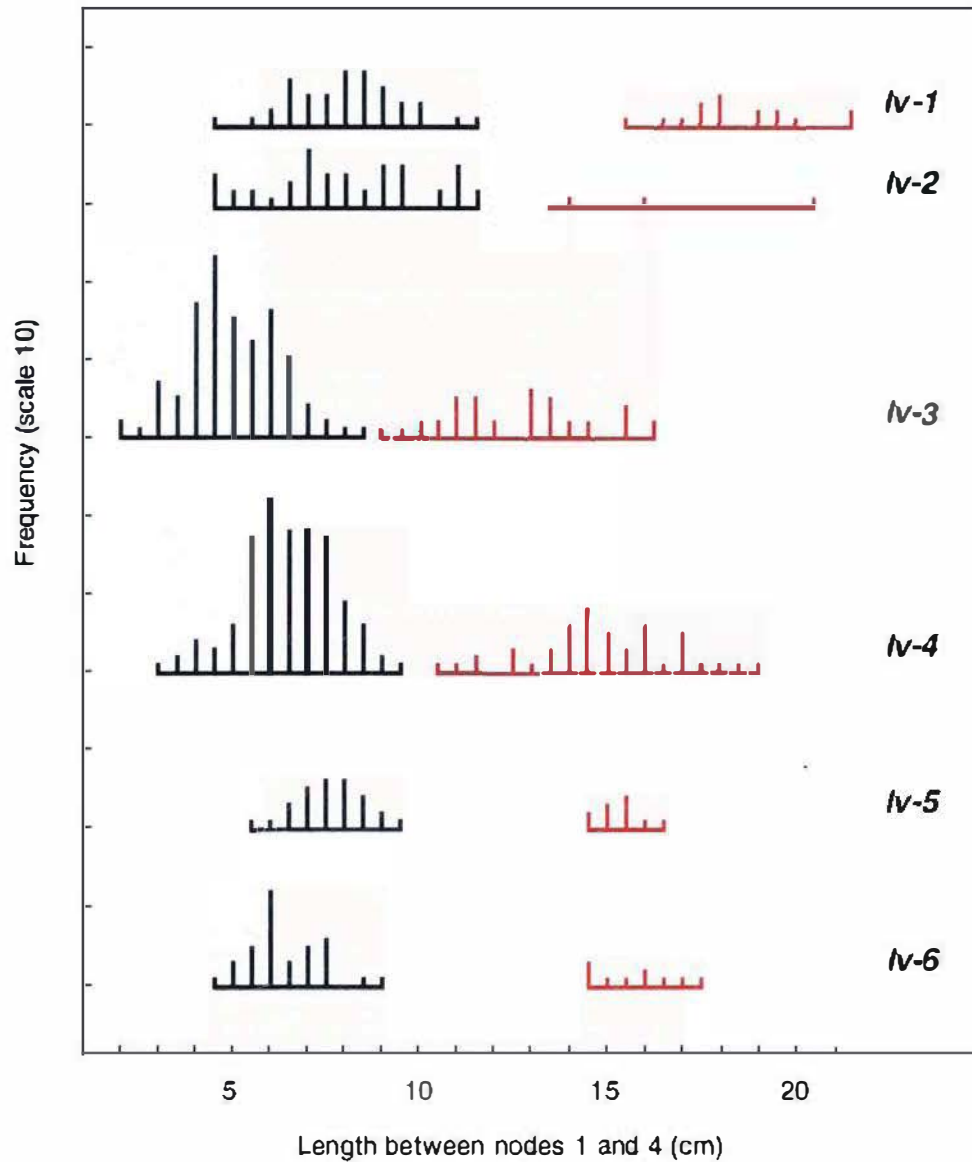 lv-1
lv-2
lv-3
lv-4
lv-5
lv-6
Frequency (scale 10)
5 10 15 20
Length between nodes 1 and 4 (cm)